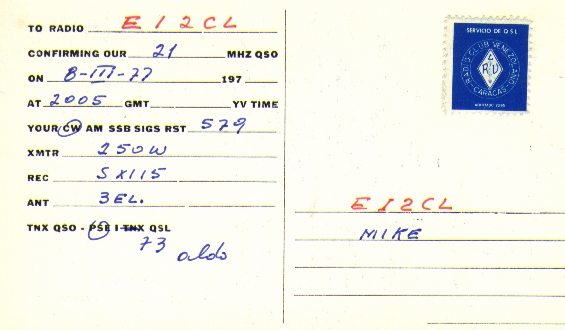 TO RADIO EI2CL
CONFIRMING OUR 21 MHZ QSO
ON 8-III-77 197
AT 2005 GMT YV TIME
YOUR CW AM SSB SIGS RST 579
XMTR 250W
REC SX115
ANT 3EL.
TNX QSO - PSE I TNX QSL
73 aldo
SERVICIO DE QSL
RADIO CLUB VENEZOLANO
RCV
CARACAS
EI2CL
MIKE